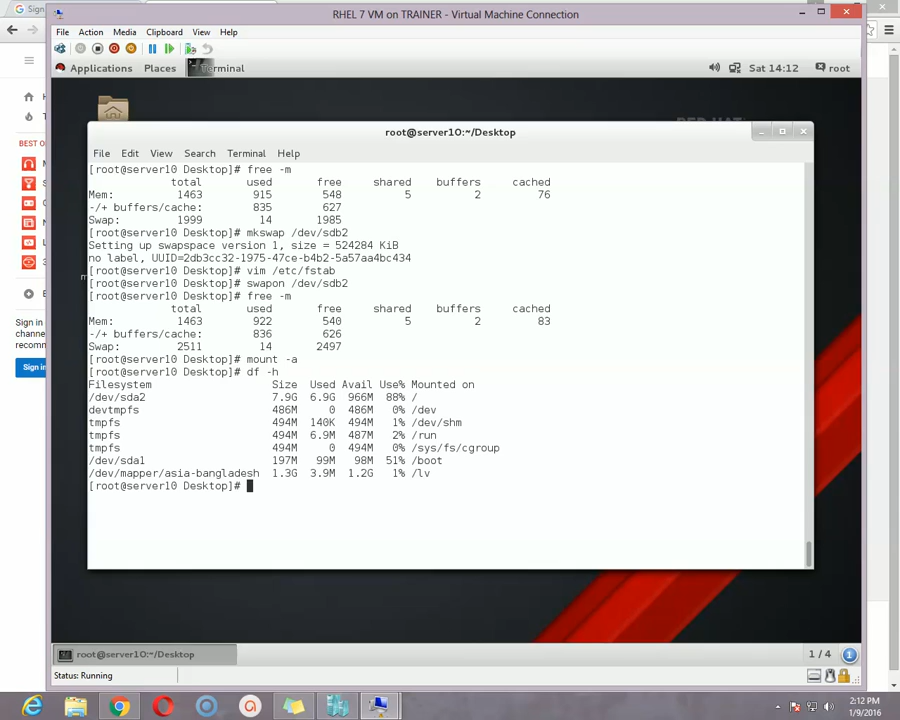 Sign
RHEL 7 VM on TRAINER - Virtual Machine Connection
File Action Media Clipboard View Help
Applications Places Terminal Sat 14:12 root
root@server10:~/Desktop
File Edit View Search Terminal Help
[root@server10 Desktop]# free -m
total used free shared buffers cached
Mem: 1463 915 548 5 2 76
-/+ buffers/cache: 835 627
Swap: 1999 14 1985
[root@server10 Desktop]# mkswap /dev/sdb2
Setting up swapspace version 1, size = 524284 KiB
no label, UUID=2db3cc32-1975-47ce-b4b2-5a57aa4bc434
[root@server10 Desktop]# vim /etc/fstab
[root@server10 Desktop]# swapon /dev/sdb2
[root@server10 Desktop]# free -m
total used free shared buffers cached
Mem: 1463 922 540 5 2 83
-/+ buffers/cache: 836 626
Swap: 2511 14 2497
[root@server10 Desktop]# mount -a
[root@server10 Desktop]# df -h
Filesystem Size Used Avail Use% Mounted on
/dev/sda2 7.9G 6.9G 966M 88% /
devtmpfs 486M 0 486M 0% /dev
tmpfs 494M 140K 494M 1% /dev/shm
tmpfs 494M 6.9M 487M 2% /run
tmpfs 494M 0 494M 0% /sys/fs/cgroup
/dev/sda1 197M 99M 98M 51% /boot
/dev/mapper/asia-bangladesh 1.3G 3.9M 1.2G 1% /lv
[root@server10 Desktop]#
BEST O
Sign in
recomm
Sign in
root@server10:~/Desktop
1 / 4
1
Status: Running
2:12 PM
1/9/2016